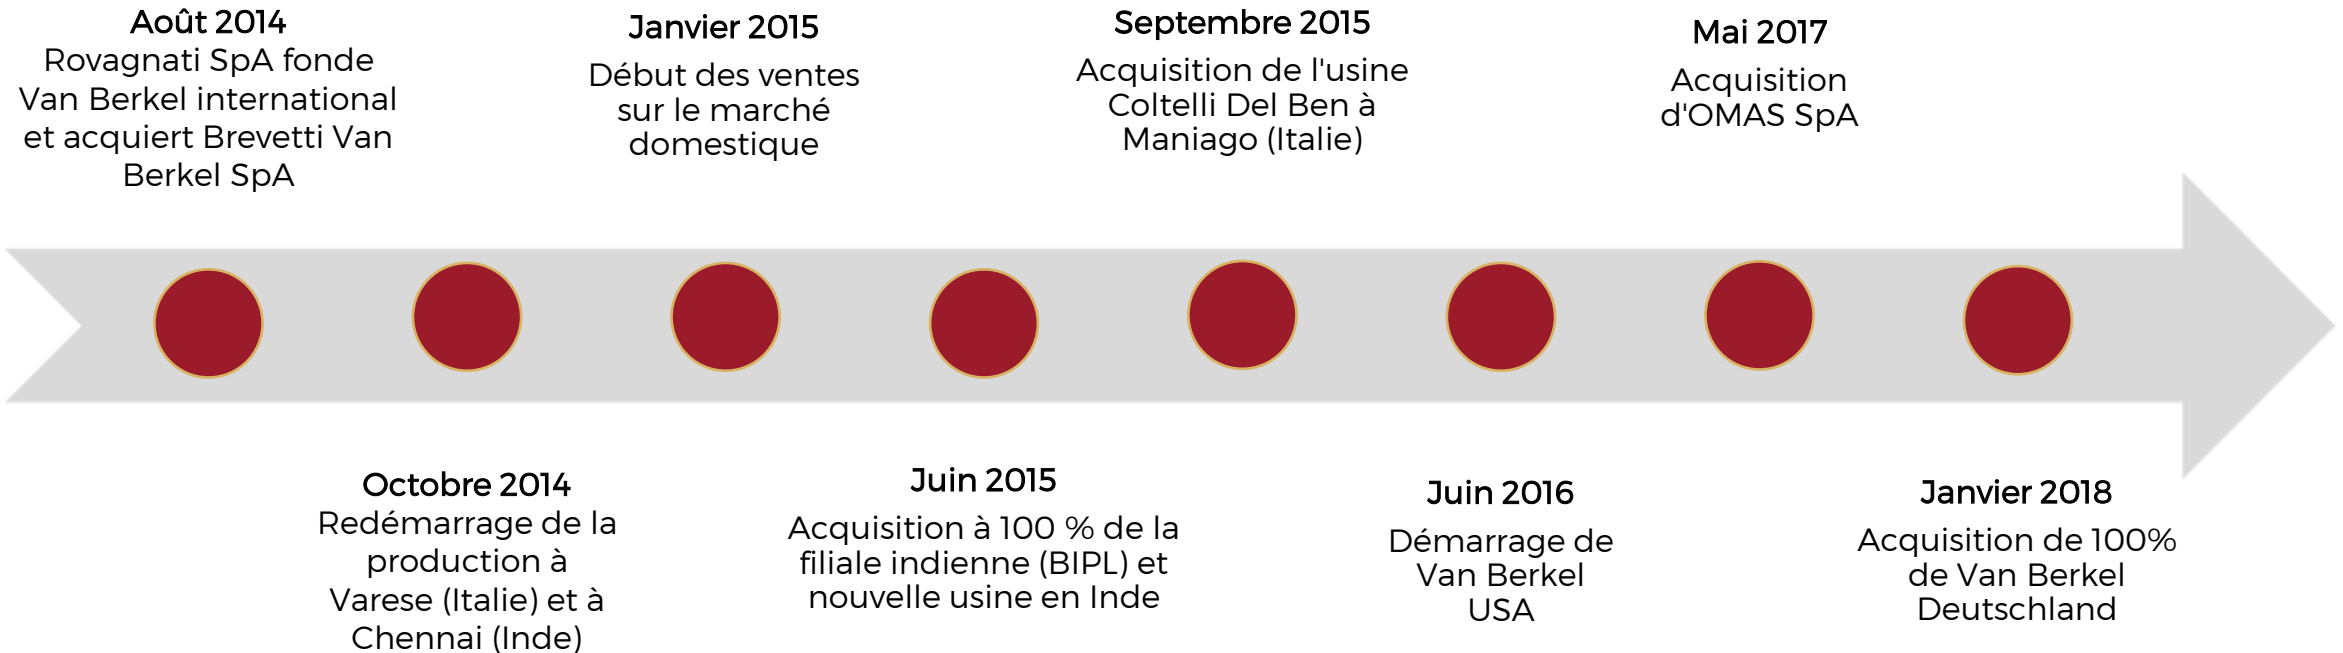 Août 2014
Rovagnati SpA fonde
Van Berkel international
et acquiert Brevetti Van
Berkel SpA
Janvier 2015
Début des ventes
sur le marché
domestique
Septembre 2015
Acquisition de l'usine
Coltelli Del Ben à
Maniago (Italie)
Mai 2017
Acquisition
d'OMAS SpA
Octobre 2014
Redémarrage de la
production à
Varese (Italie) et à
Chennai (Inde)
Juin 2015
Acquisition à 100 % de la
filiale indienne (BIPL) et
nouvelle usine en Inde
Juin 2016
Démarrage de
Van Berkel
USA
Janvier 2018
Acquisition de 100%
de Van Berkel
Deutschland